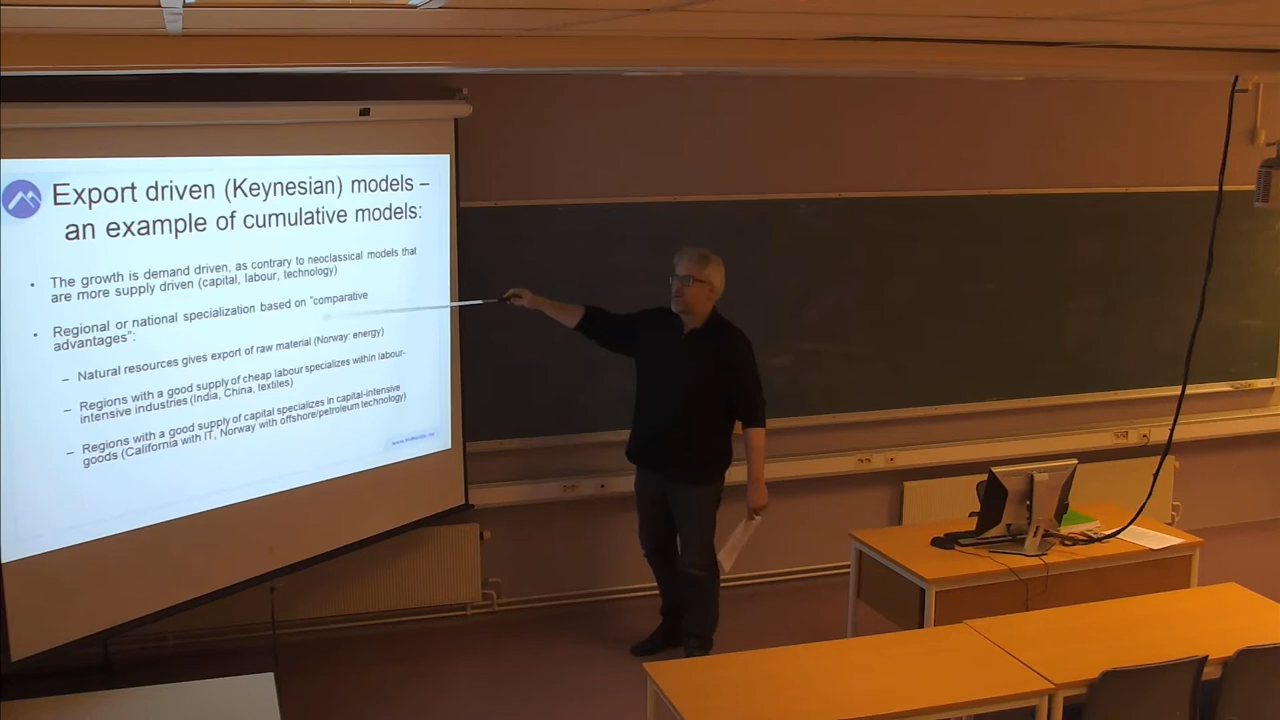 Export driven (Keynesian) models –
an example of cumulative models:
• The growth is demand driven, as contrary to neoclassical models that
are more supply driven (capital, labour, technology)
• Regional or national specialization based on "comparative
advantages":
– Natural resources gives export of raw material (Norway: energy)
– Regions with a good supply of cheap labour specializes within labour-
intensive industries (India, China, textiles)
– Regions with a good supply of capital specializes in capital-intensive
goods (California with IT, Norway with offshore/petroleum technology)